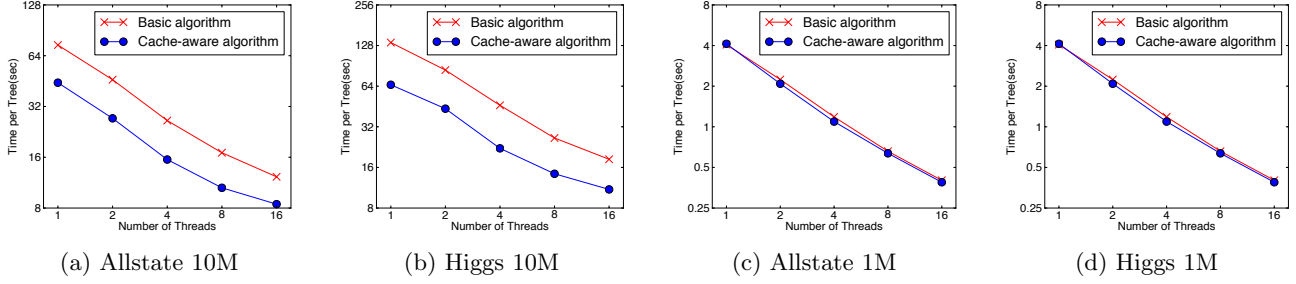 128
64
32
16
8
Time per Tree(sec)
1 2 4 8 16
Number of Threads
Basic algorithm
Cache-aware algorithm
(a) Allstate 10M
256
128
64
32
16
8
Time per Tree(sec)
1 2 4 8 16
Number of Threads
Basic algorithm
Cache-aware algorithm
(b) Higgs 10M
8
4
2
1
0.5
0.25
Time per Tree(sec)
1 2 4 8 16
Number of Threads
Basic algorithm
Cache-aware algorithm
(c) Allstate 1M
8
4
2
1
0.5
0.25
Time per Tree(sec)
1 2 4 8 16
Number of Threads
Basic algorithm
Cache-aware algorithm
(d) Higgs 1M